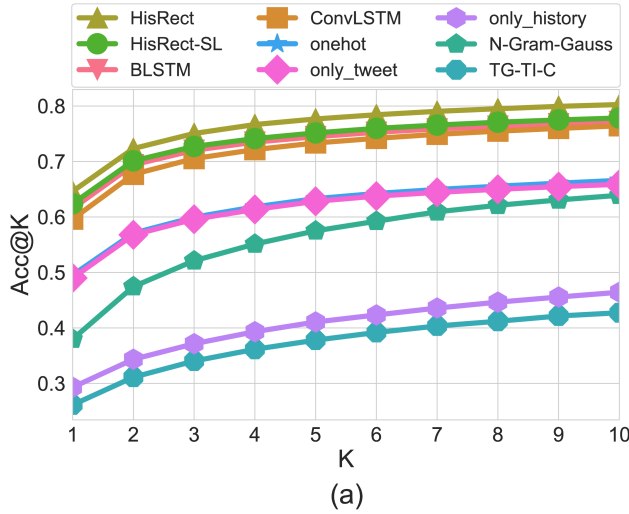 HisRect ConvLSTM only_history
HisRect-SL onehot N-Gram-Gauss
BLSTM only_tweet TG-TI-C
0.8
0.7
0.6
0.5
0.4
0.3
Acc@K
1 2 3 4 5 6 7 8 9 10
K
(a)